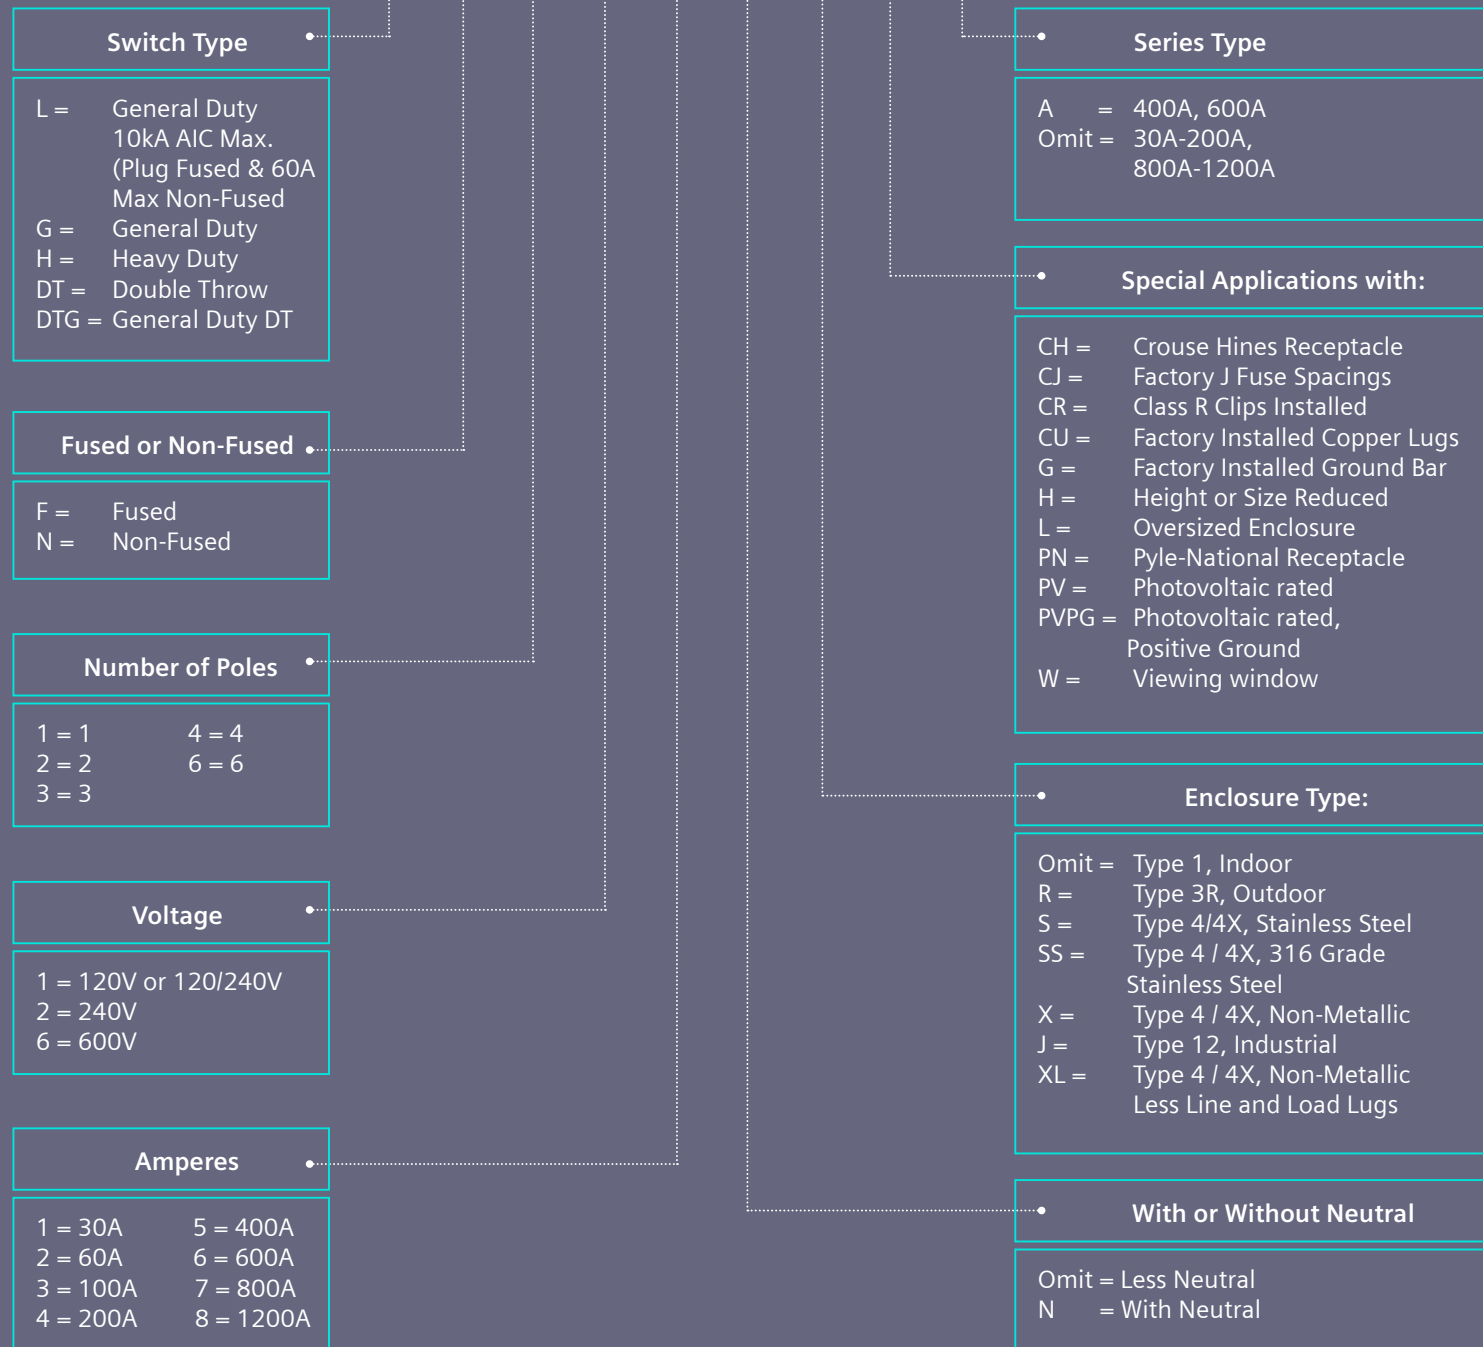 Switch Type
L = General Duty
10kA AIC Max.
(Plug Fused & 60A
Max Non-Fused
G = General Duty
H = Heavy Duty
DT = Double Throw
DTG = General Duty DT
Fused or Non-Fused
F = Fused
N = Non-Fused
Number of Poles
1 = 1 4 = 4
2 = 2 6 = 6
3 = 3
Voltage
1 = 120V or 120/240V
2 = 240V
6 = 600V
Amperes
1 = 30A 5 = 400A
2 = 60A 6 = 600A
3 = 100A 7 = 800A
4 = 200A 8 = 1200A
Series Type
A = 400A, 600A
Omit = 30A-200A,
800A-1200A
Special Applications with:
CH = Crouse Hines Receptacle
CJ = Factory J Fuse Spacings
CR = Class R Clips Installed
CU = Factory Installed Copper Lugs
G = Factory Installed Ground Bar
H = Height or Size Reduced
L = Oversized Enclosure
PN = Pyle-National Receptacle
PV = Photovoltaic rated
PVPG = Photovoltaic rated,
Positive Ground
W = Viewing window
Enclosure Type:
Omit = Type 1, Indoor
R = Type 3R, Outdoor
S = Type 4/4X, Stainless Steel
SS = Type 4 / 4X, 316 Grade
Stainless Steel
X = Type 4 / 4X, Non-Metallic
J = Type 12, Industrial
XL = Type 4 / 4X, Non-Metallic
Less Line and Load Lugs
With or Without Neutral
Omit = Less Neutral
N = With Neutral